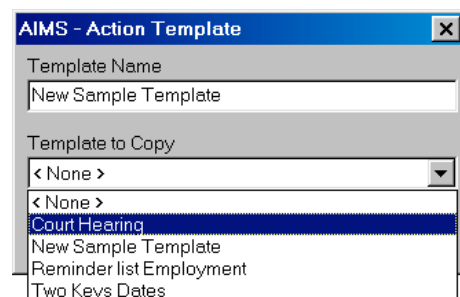 AIMS - Action Template
Template Name
New Sample Template
Template to Copy
< None >
< None >
Court Hearing
New Sample Template
Reminder list Employment
Two Keys Dates